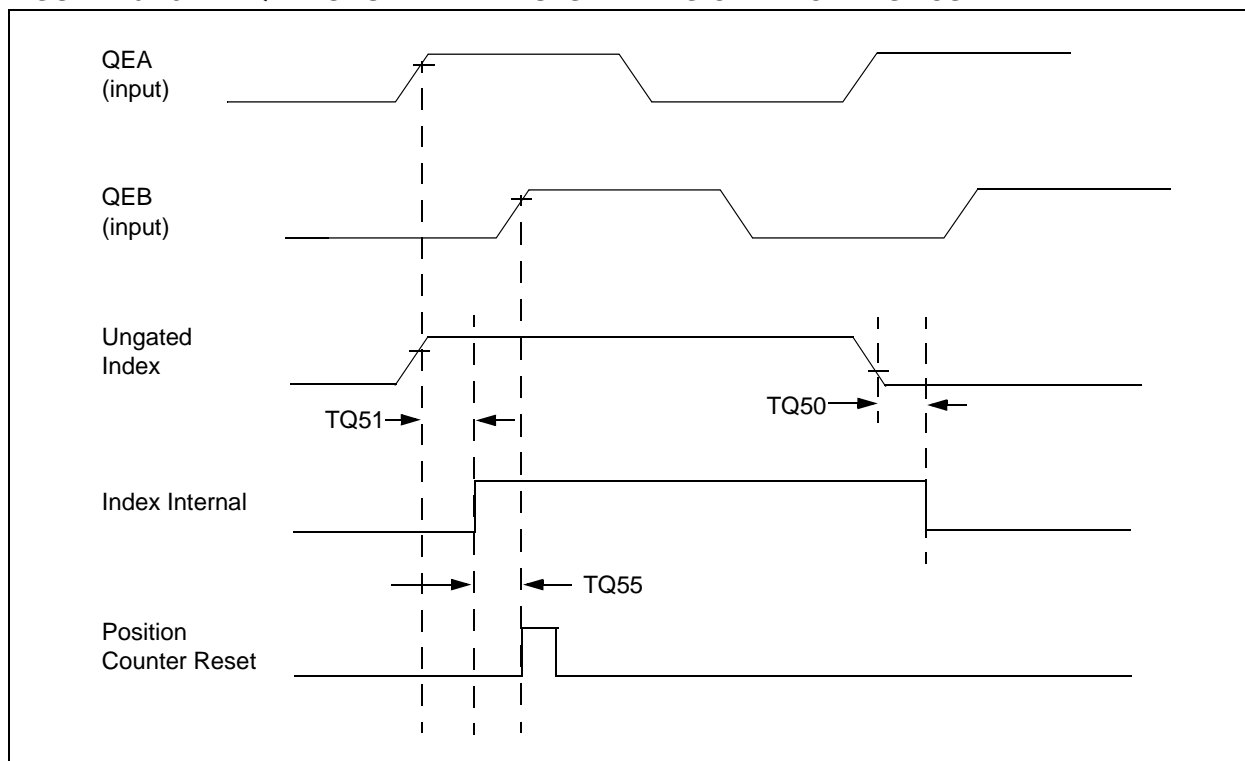 QEA
(input)
QEB
(input)
Ungated
Index
TQ51
TQ50
Index Internal
TQ55
Position
Counter Reset